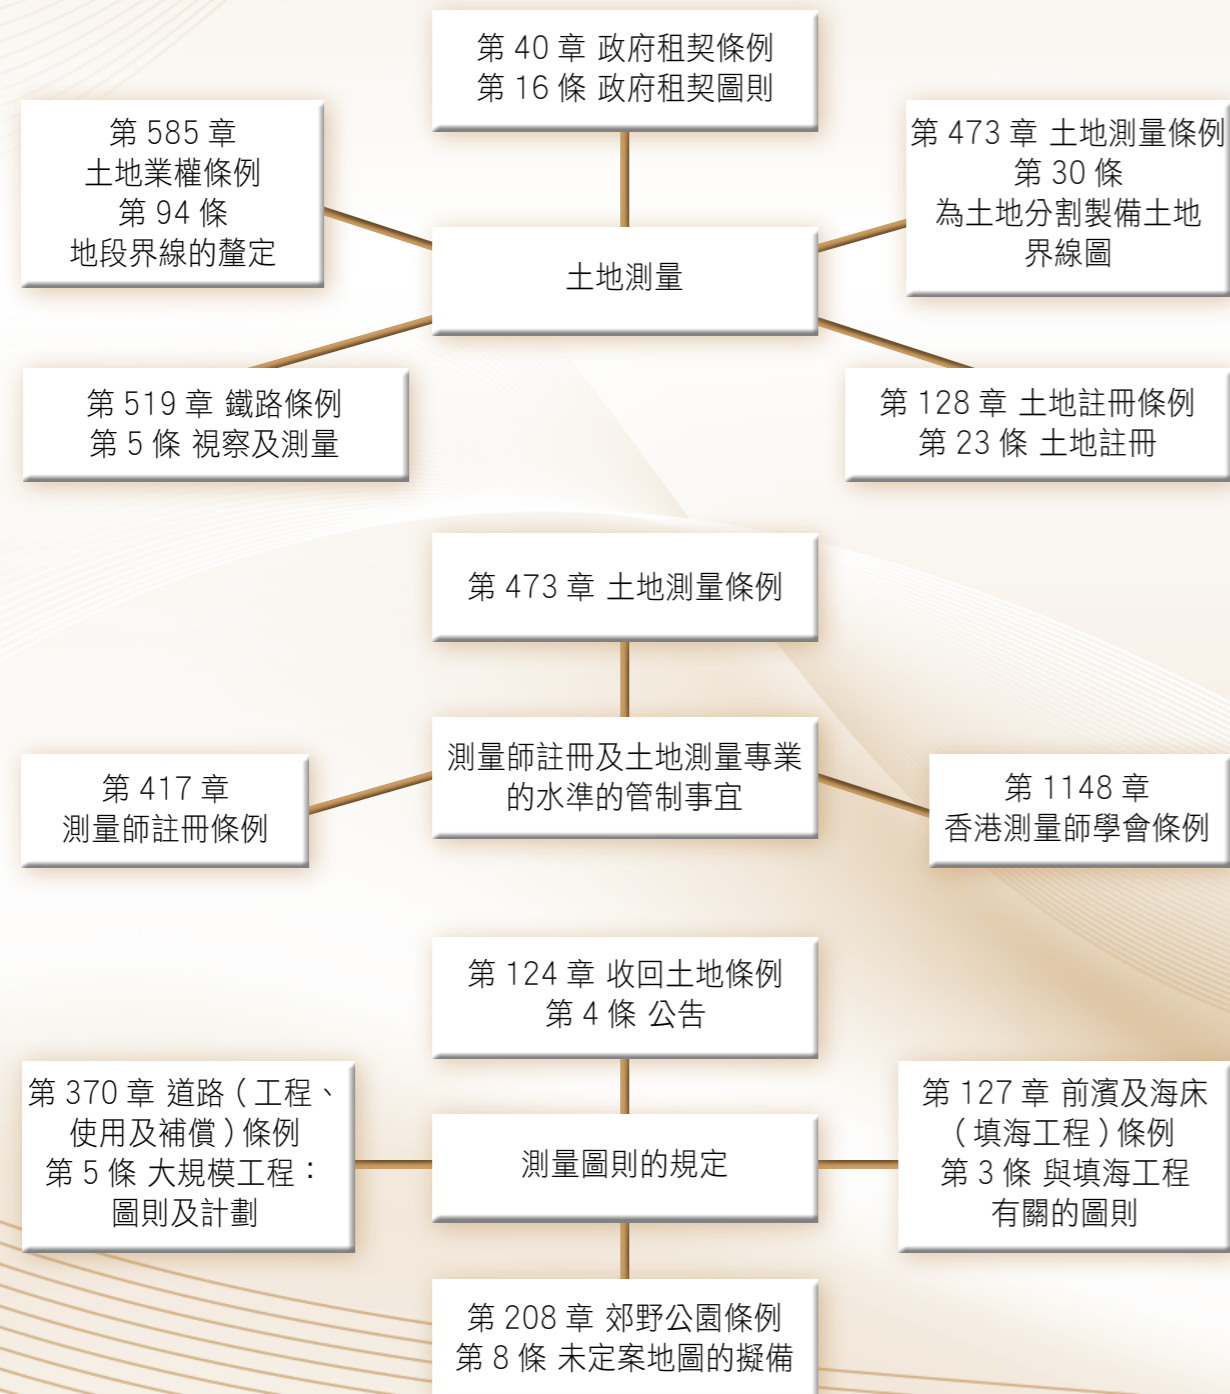 第 40 章 政府租契條例
第 16 條 政府租契圖則
第 585 章
土地業權條例
第 94 條
地段界線的釐定
第 473 章 土地測量條例
第 30 條
為土地分割製備土地
界線圖
土地測量
第 519 章 鐵路條例
第 5 條 視察及測量
第 128 章 土地註冊條例
第 23 條 土地註冊
第 473 章 土地測量條例
測量師註冊及土地測量專業
的水準的管制事宜
第 417 章
測量師註冊條例
第 1148 章
香港測量師學會條例
第 124 章 收回土地條例
第 4 條 公告
第 370 章 道路（工程、
使用及補償）條例
第 5 條 大規模工程：
圖則及計劃
測量圖則的規定
第 127 章 前濱及海床
（填海工程）條例
第 3 條 與填海工程
有關的圖則
第 208 章 郊野公園條例
第 8 條 未定案地圖的擬備